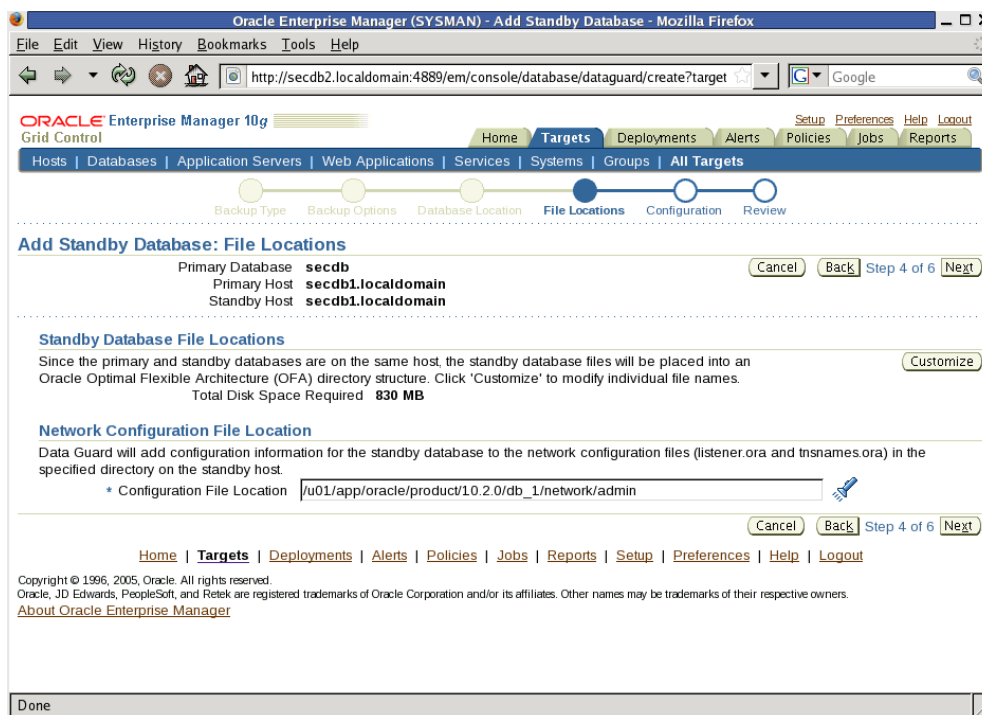 Oracle Enterprise Manager (SYSMAN) - Add Standby Database - Mozilla Firefox
File Edit View History Bookmarks Tools Help
http://secdb2.localdomain:4889/em/console/database/dataguard/create?target
G Google
ORACLE Enterprise Manager 10g
Grid Control
Setup Preferences Help Logout
Home Targets Deployments Alerts Policies Jobs Reports
Hosts | Databases | Application Servers | Web Applications | Services | Systems | Groups | All Targets
Backup Type Backup Options Database Location File Locations Configuration Review
Add Standby Database: File Locations
Primary Database secdb
Primary Host secdb1.localdomain
Standby Host secdb1.localdomain
Cancel Back Step 4 of 6 Next
Standby Database File Locations
Since the primary and standby databases are on the same host, the standby database files will be placed into an
Oracle Optimal Flexible Architecture (OFA) directory structure. Click 'Customize' to modify individual file names.
Customize
Total Disk Space Required 830 MB
Network Configuration File Location
Data Guard will add configuration information for the standby database to the network configuration files (listener.ora and tnsnames.ora) in the
specified directory on the standby host.
* Configuration File Location /u01/app/oracle/product/10.2.0/db_1/network/admin
Cancel Back Step 4 of 6 Next
Home | Targets | Deployments | Alerts | Policies | Jobs | Reports | Setup | Preferences | Help | Logout
Copyright © 1996, 2005, Oracle. All rights reserved.
Oracle, JD Edwards, PeopleSoft, and Retek are registered trademarks of Oracle Corporation and/or its affiliates. Other names may be trademarks of their respective owners.
About Oracle Enterprise Manager
Done